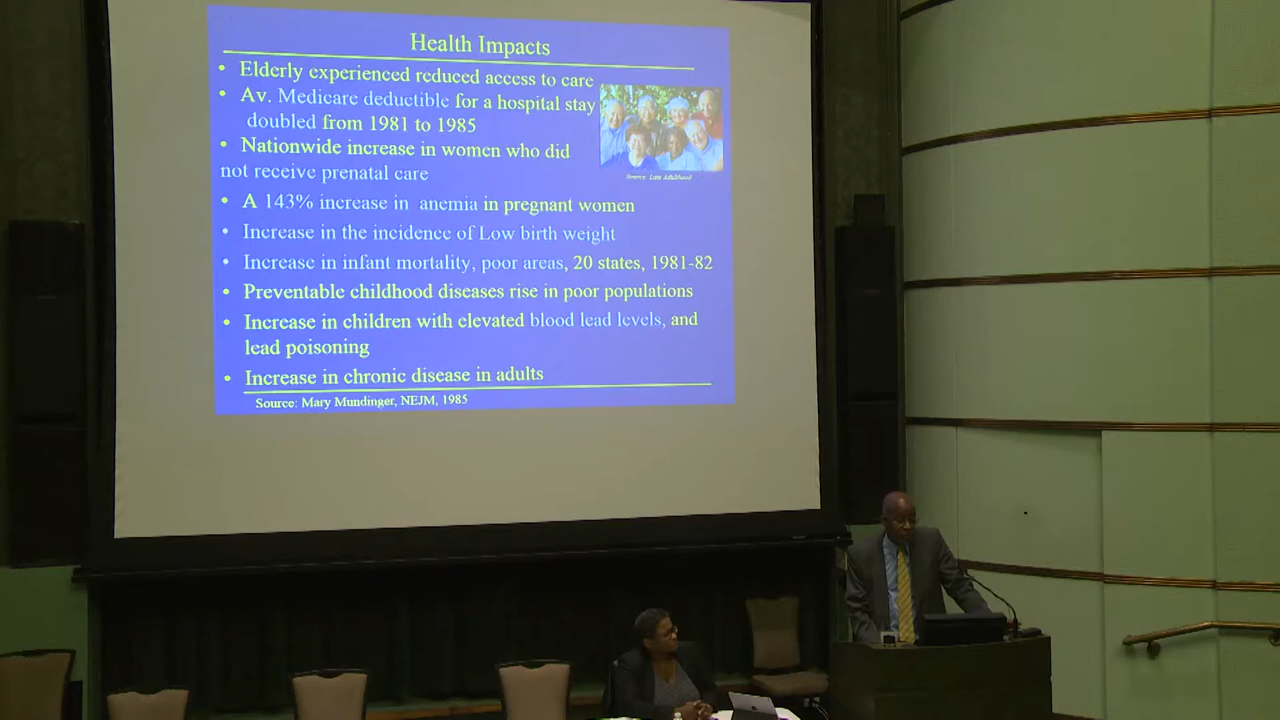 Health Impacts
• Elderly experienced reduced access to care
• Av. Medicare deductible for a hospital stay
doubled from 1981 to 1985
• Nationwide increase in women who did
not receive prenatal care
• A 143% increase in anemia in pregnant women
• Increase in the incidence of Low birth weight
• Increase in infant mortality, poor areas, 20 states, 1981-82
• Preventable childhood diseases rise in poor populations
• Increase in children with elevated blood lead levels, and
lead poisoning
• Increase in chronic disease in adults
Source: Mary Mundinger, NEJM, 1985
Source: Late Adulthood